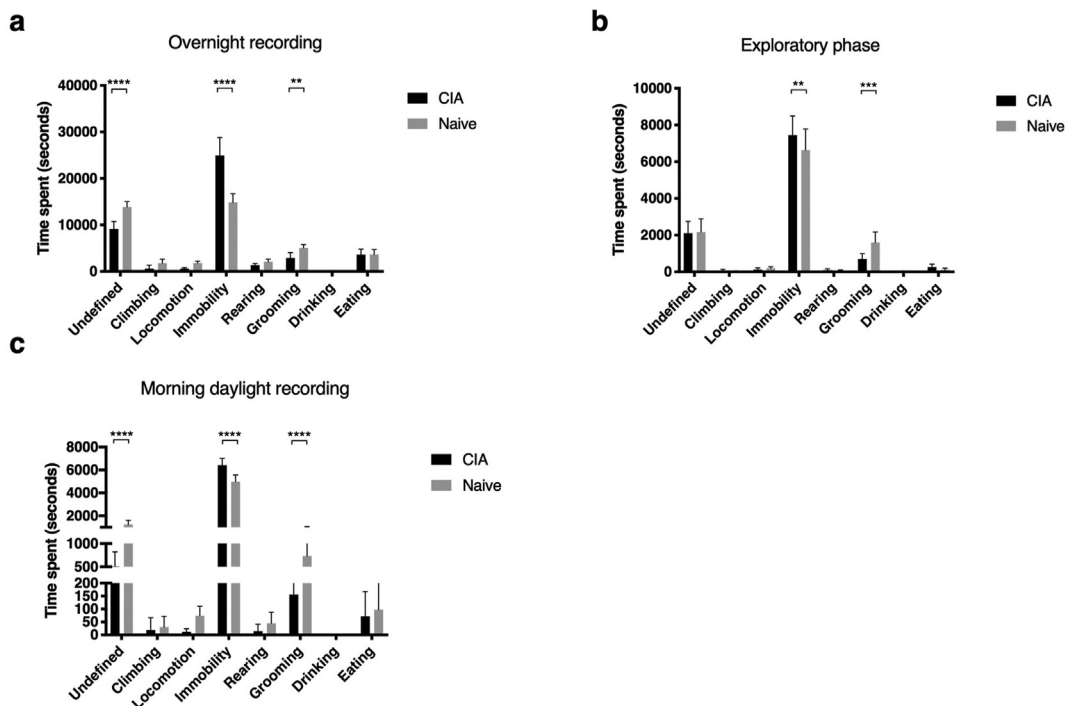 a
Overnight recording
**** **** **
40000
30000
20000
10000
0
Time spent (seconds)
CIA
Naive
Undefined
Climbing
Locomotion
Immobility
Rearing
Grooming
Drinking
Eating
b
Exploratory phase
** ***
10000
8000
6000
4000
2000
0
Time spent (seconds)
CIA
Naive
Undefined
Climbing
Locomotion
Immobility
Rearing
Grooming
Drinking
Eating
c
Morning daylight recording
**** **** ****
8000
6000
4000
2000
1000
500
200
150
100
50
0
Time spent (seconds)
CIA
Naive
Undefined
Climbing
Locomotion
Immobility
Rearing
Grooming
Drinking
Eating